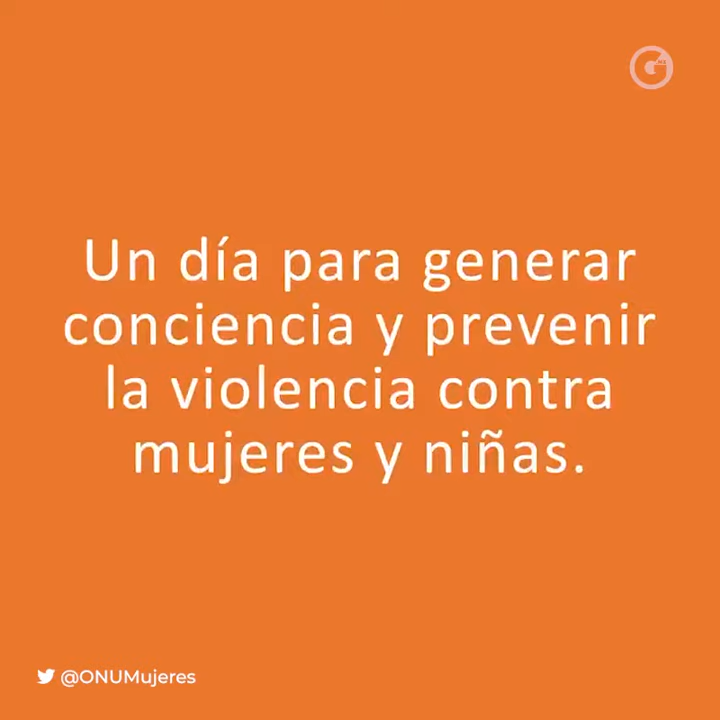 G
Un día para generar
conciencia y prevenir
la violencia contra
mujeres y niñas.
@ONUMujeres